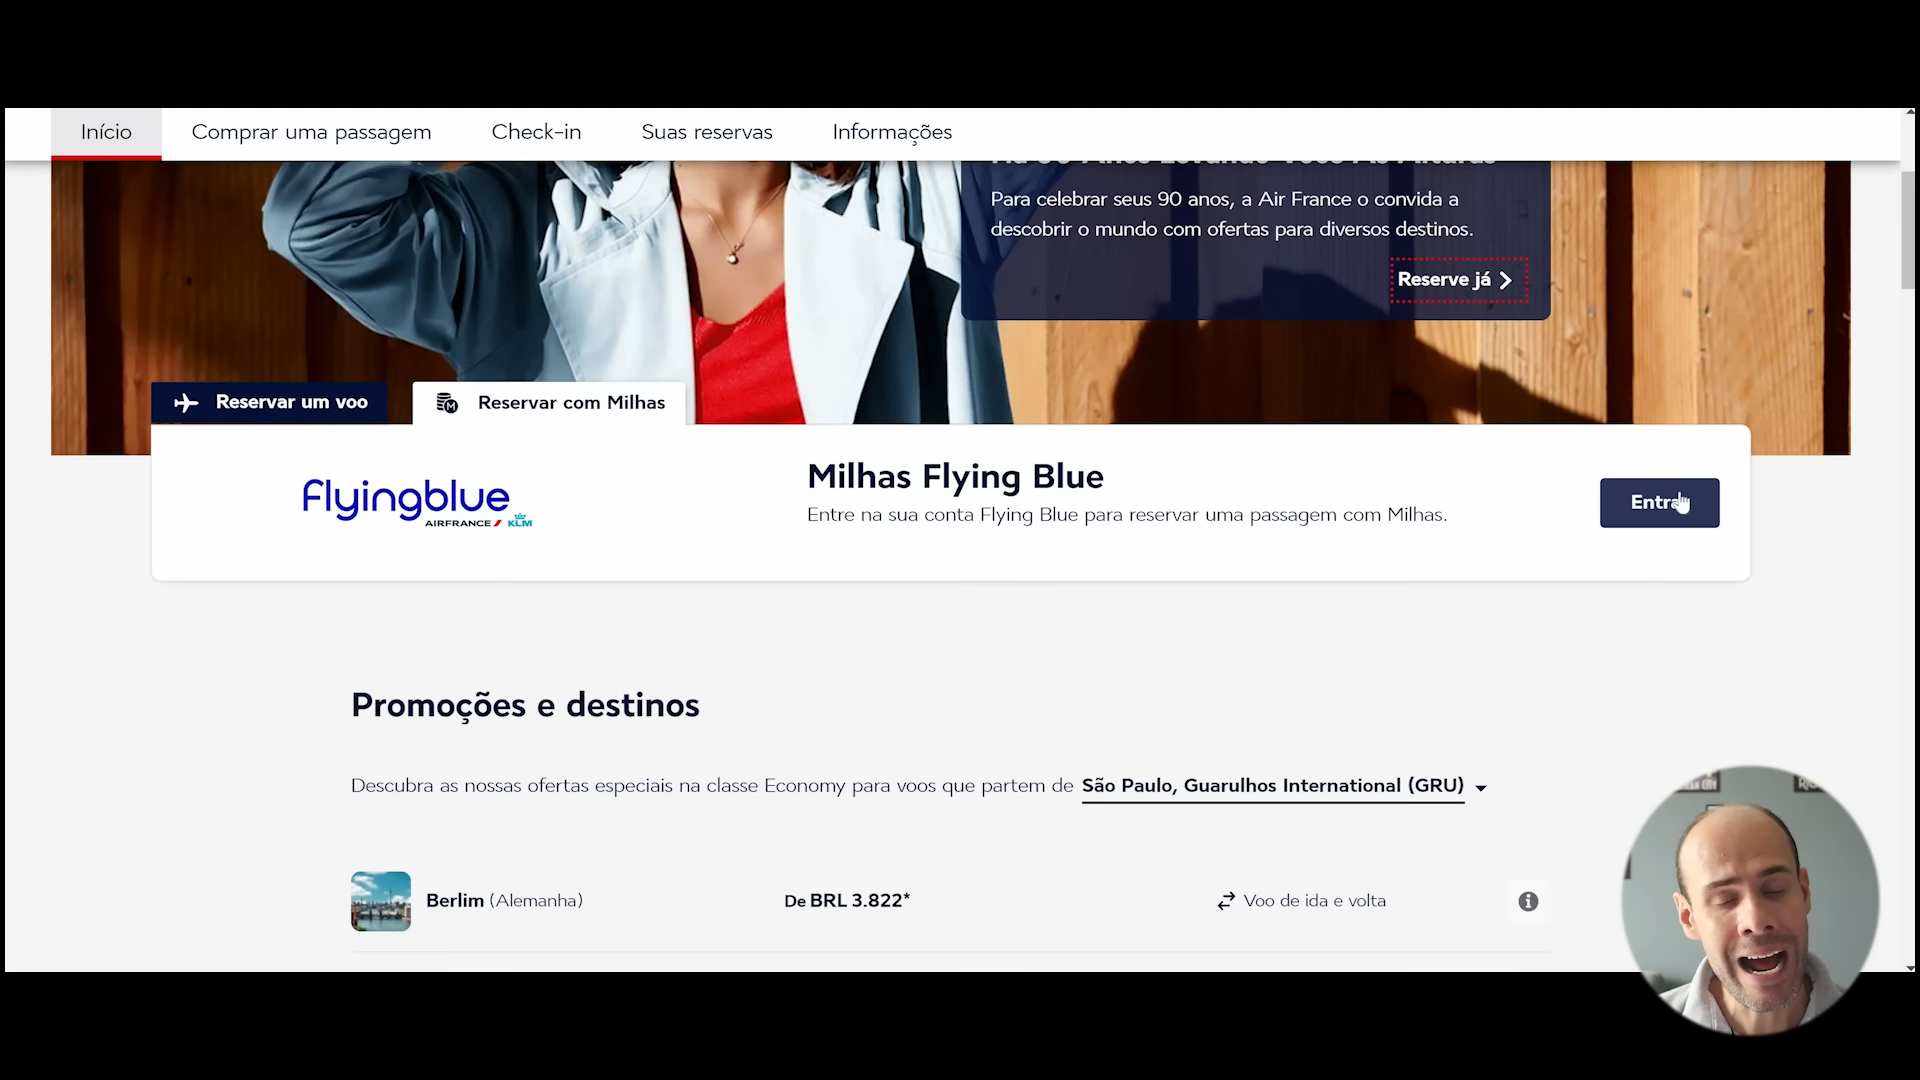 Início
Comprar uma passagem
Check-in
Suas reservas
Informações
Para celebrar seus 90 anos, a Air France o convida a
descobrir o mundo com ofertas para diversos destinos.
Reserve já
Reservar um voo
Reservar com Milhas
Flyingblue
AIRFRANCE KLM
Milhas Flying Blue
Entre na sua conta Flying Blue para reservar uma passagem com Milhas.
Entra
Promoções e destinos
Descubra as nossas ofertas especiais na classe Economy para voos que partem de São Paulo, Guarulhos International (GRU)
Berlim (Alemanha)
De BRL 3.822*
Voo de ida e volta